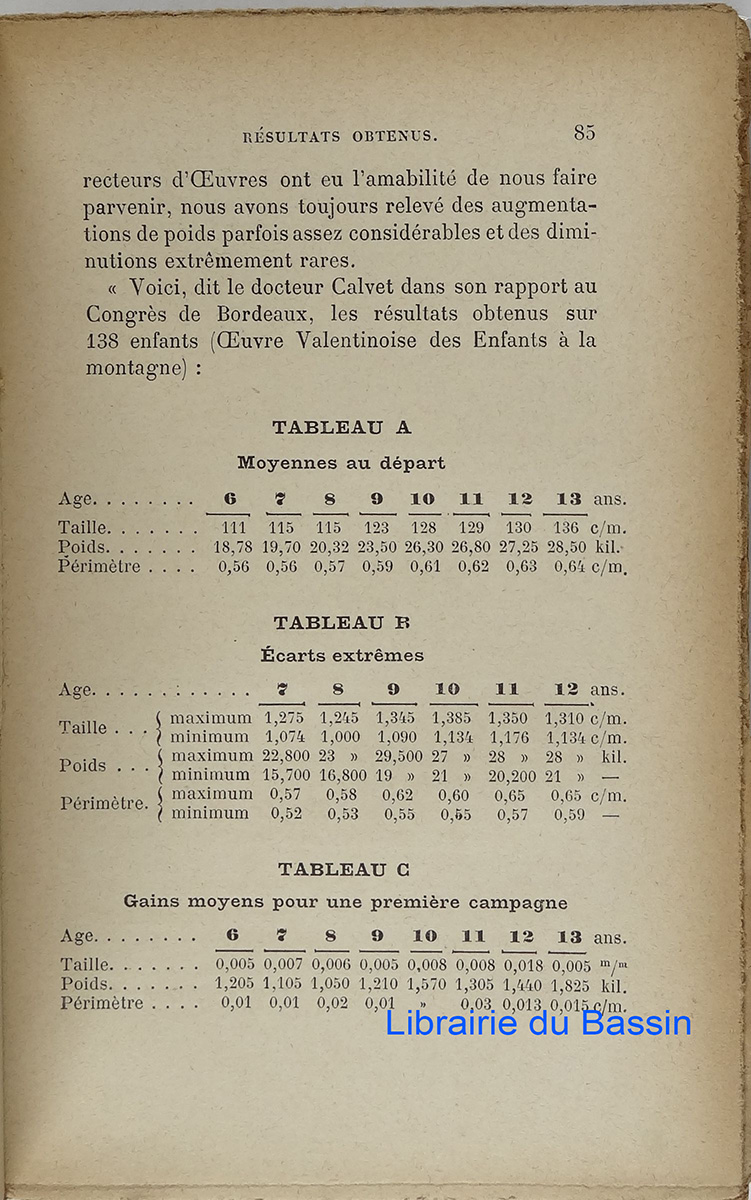 RÉSULTATS OBTENUS. 85
recteurs d'Œuvres ont eu l'amabilité de nous faire
parvenir, nous avons toujours relevé des augmenta-
tions de poids parfois assez considérables et des dimi-
nutions extrêmement rares.
« Voici, dit le docteur Calvet dans son rapport au
Congrès de Bordeaux, les résultats obtenus sur
138 enfants (Œuvre Valentinoise des Enfants à la
montagne) :
TABLEAU A
Moyennes au départ
Age. . . . . . . . 6 7 8 9 10 11 12 13 ans.
Taille. . . . . . . 111 115 115 123 128 129 130 136 c/m.
Poids. . . . . . . 18,78 19,70 20,32 23,50 26,30 26,80 27,25 28,50 kil.
Périmètre . . . . 0,56 0,56 0,57 0,59 0,61 0,62 0,63 0,64 c/m.
TABLEAU B
Écarts extrêmes
Age. . . . . . . . . . . . 7 8 9 10 11 12 ans.
Taille . . . { maximum 1,275 1,245 1,345 1,385 1,350 1,310 c/m.
minimum 1,074 1,000 1,090 1,134 1,176 1,134 c/m.
Poids . . . { maximum 22,800 23 » 29,500 27 » 28 » 28 » kil.
minimum 15,700 16,800 19 » 21 » 20,200 21 » —
Périmètre. { maximum 0,57 0,58 0,62 0,60 0,65 0,65 c/m.
minimum 0,52 0,53 0,55 0,55 0,57 0,59 —
TABLEAU C
Gains moyens pour une première campagne
Age. . . . . . . . 6 7 8 9 10 11 12 13 ans.
Taille. . . . . . . 0,005 0,007 0,006 0,005 0,008 0,008 0,018 0,005 m/m
Poids. . . . . . . 1,205 1,105 1,050 1,210 1,570 1,305 1,440 1,825 kil.
Périmètre . . . . 0,01 0,01 0,02 0,01 » 0,03 0,013 0,015 c/m.
Librairie du Bassin